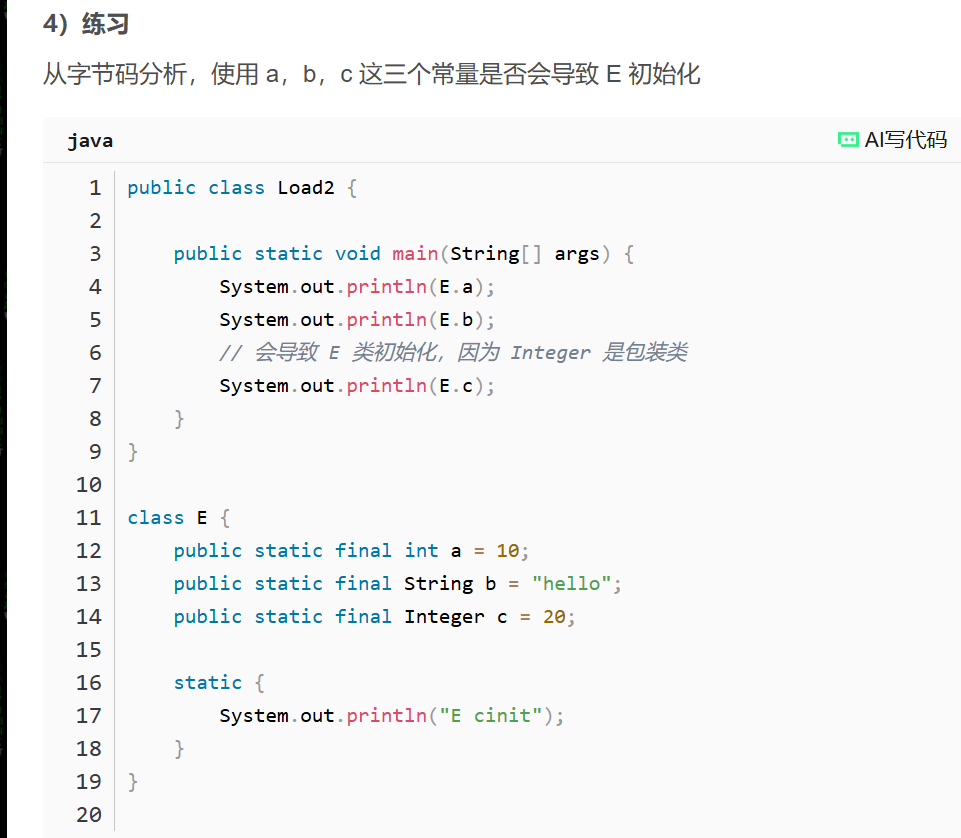 4）练习
从字节码分析，使用 a，b，c 这三个常量是否会导致 E 初始化
java
AI写代码
1 public class Load2 {
2
3     public static void main(String[] args) {
4         System.out.println(E.a);
5         System.out.println(E.b);
6         // 会导致 E 类初始化，因为 Integer 是包装类
7         System.out.println(E.c);
8     }
9 }
10
11 class E {
12     public static final int a = 10;
13     public static final String b = "hello";
14     public static final Integer c = 20;
15
16     static {
17         System.out.println("E cinit");
18     }
19 }
20